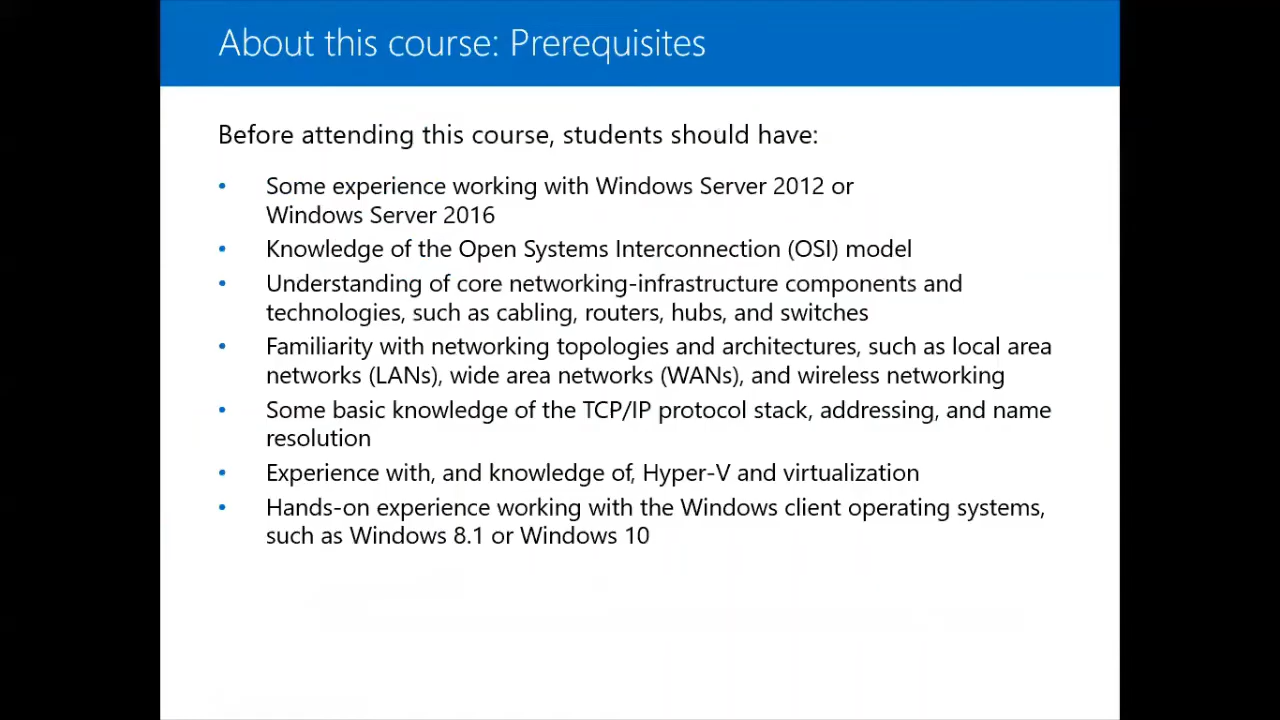 About this course: Prerequisites
Before attending this course, students should have:
• Some experience working with Windows Server 2012 or
Windows Server 2016
• Knowledge of the Open Systems Interconnection (OSI) model
• Understanding of core networking-infrastructure components and
technologies, such as cabling, routers, hubs, and switches
• Familiarity with networking topologies and architectures, such as local area
networks (LANs), wide area networks (WANs), and wireless networking
• Some basic knowledge of the TCP/IP protocol stack, addressing, and name
resolution
• Experience with, and knowledge of, Hyper-V and virtualization
• Hands-on experience working with the Windows client operating systems,
such as Windows 8.1 or Windows 10